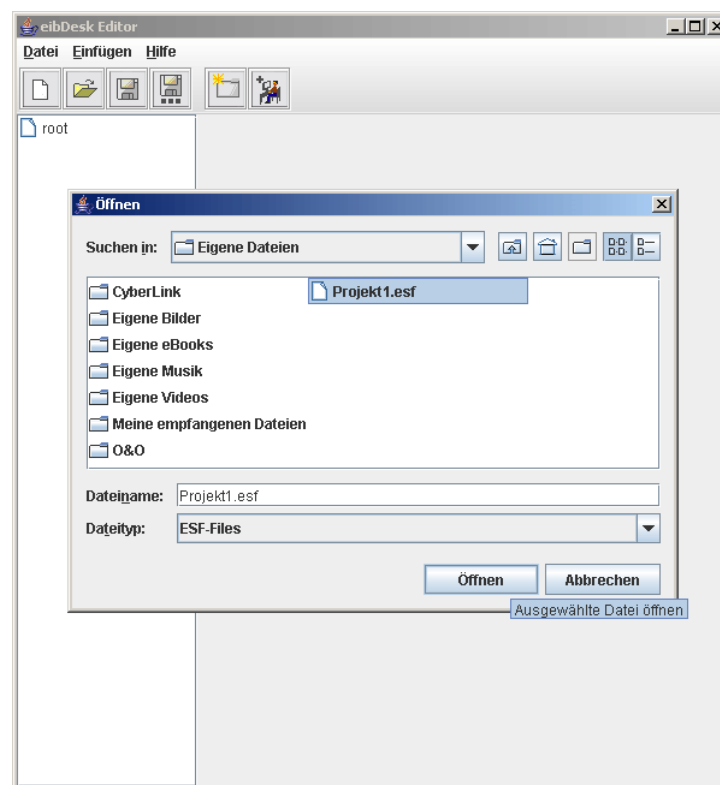 eibDesk Editor
Datei Einfügen Hilfe
root
Öffnen
Suchen in: Eigene Dateien
CyberLink Projekt1.esf
Eigene Bilder
Eigene eBooks
Eigene Musik
Eigene Videos
Meine empfangenen Dateien
O&O
Dateiname: Projekt1.esf
Dateityp: ESF-Files
Öffnen Abbrechen
Ausgewählte Datei öffnen